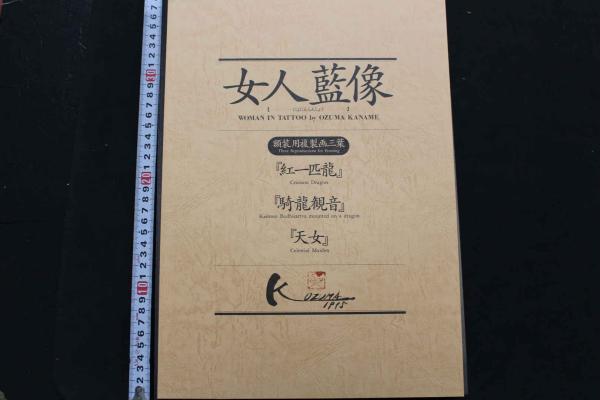 女人藍像
WOMAN IN TATTOO by OZUMA KANAME
額装用複製画三葉
Three Reproductions for Framing
『紅一匹龍』
Crimson Dragon
『騎龍観音』
Kannon Bodhisattva mounted on a dragon
『天女』
Celestial Maiden
K OZUMA
1995